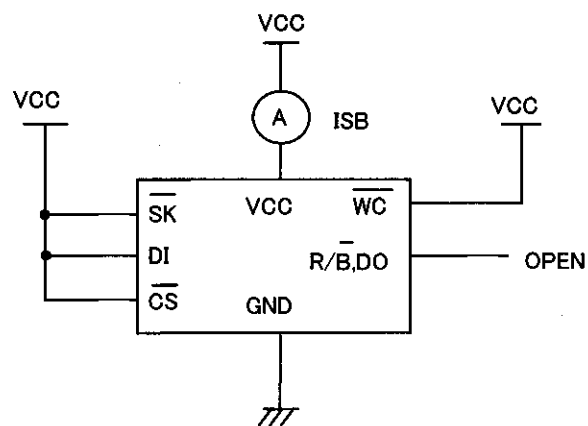 VCC
VCC
VCC
A
ISB
SK
VCC
WC
DI
R/B,DO
OPEN
CS
GND